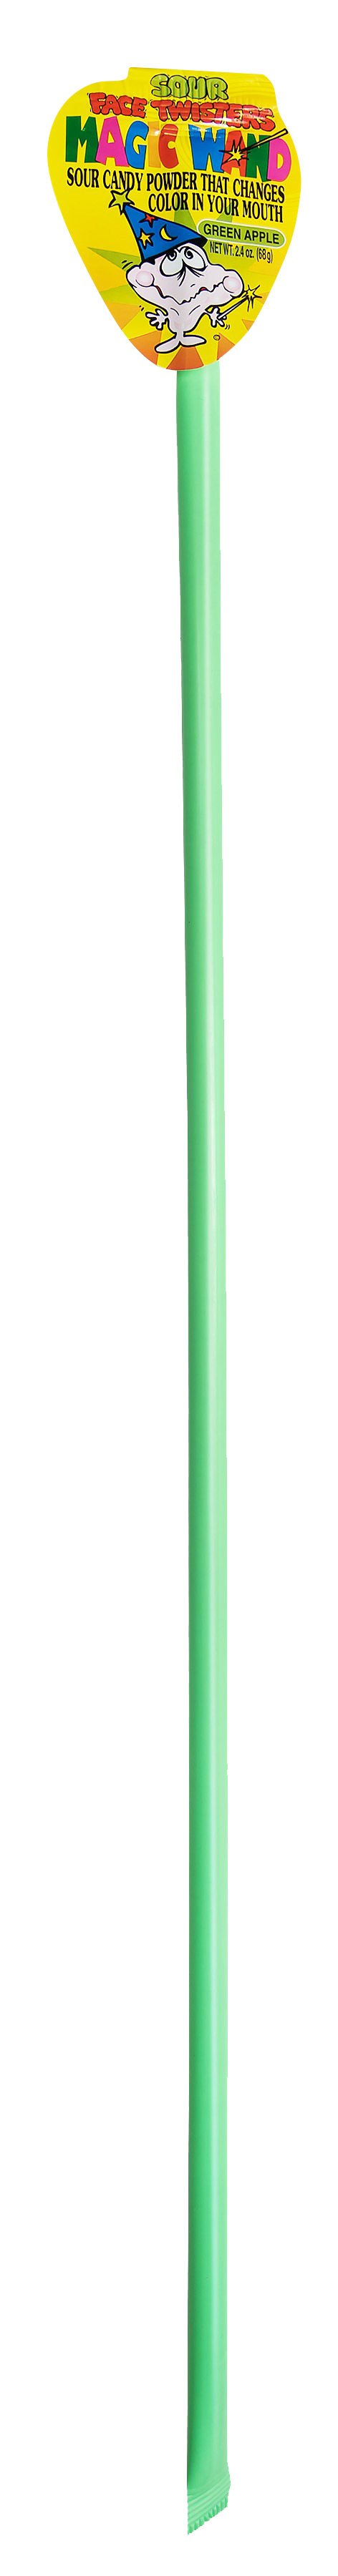 SOUR
FACE TWISTERS
MAGIC WAND
SOUR CANDY POWDER THAT CHANGES
COLOR IN YOUR MOUTH
GREEN APPLE
NET WT. 2.4 oz. (68 g)
©